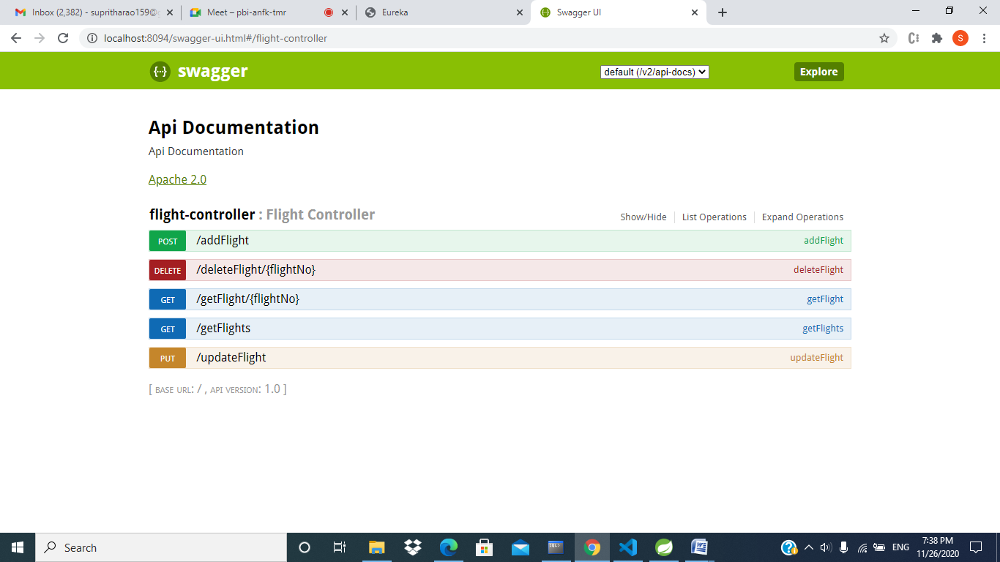 Inbox (2,382) - supritharao159@g
Meet – pbi-anfk-tmr
Eureka
Swagger UI
localhost:8094/swagger-ui.html#/flight-controller
S
{··} swagger
default (/v2/api-docs)
Explore
Api Documentation
Api Documentation
Apache 2.0
flight-controller : Flight Controller
Show/Hide
List Operations
Expand Operations
POST /addFlight addFlight
DELETE /deleteFlight/{flightNo} deleteFlight
GET /getFlight/{flightNo} getFlight
GET /getFlights getFlights
PUT /updateFlight updateFlight
[ BASE URL: / , API VERSION: 1.0 ]
Search
SQL>
W
ENG
7:38 PM
11/26/2020